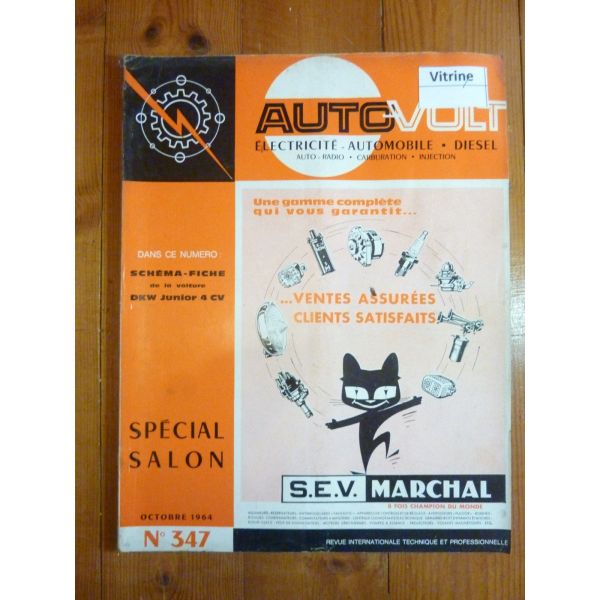 Vitrine
AUTO-VOLT
ÉLECTRICITÉ - AUTOMOBILE • DIESEL
AUTO - RADIO • CARBURATION • INJECTION
Une gamme complète
qui vous garantit...
DANS CE NUMERO :
SCHÉMA-FICHE
de la voiture
DKW Junior 4 CV
...VENTES ASSURÉES
CLIENTS SATISFAITS
SPÉCIAL
SALON
S.E.V. MARCHAL
8 FOIS CHAMPION DU MONDE
OCTOBRE 1964
N° 347
REVUE INTERNATIONALE TECHNIQUE ET PROFESSIONNELLE